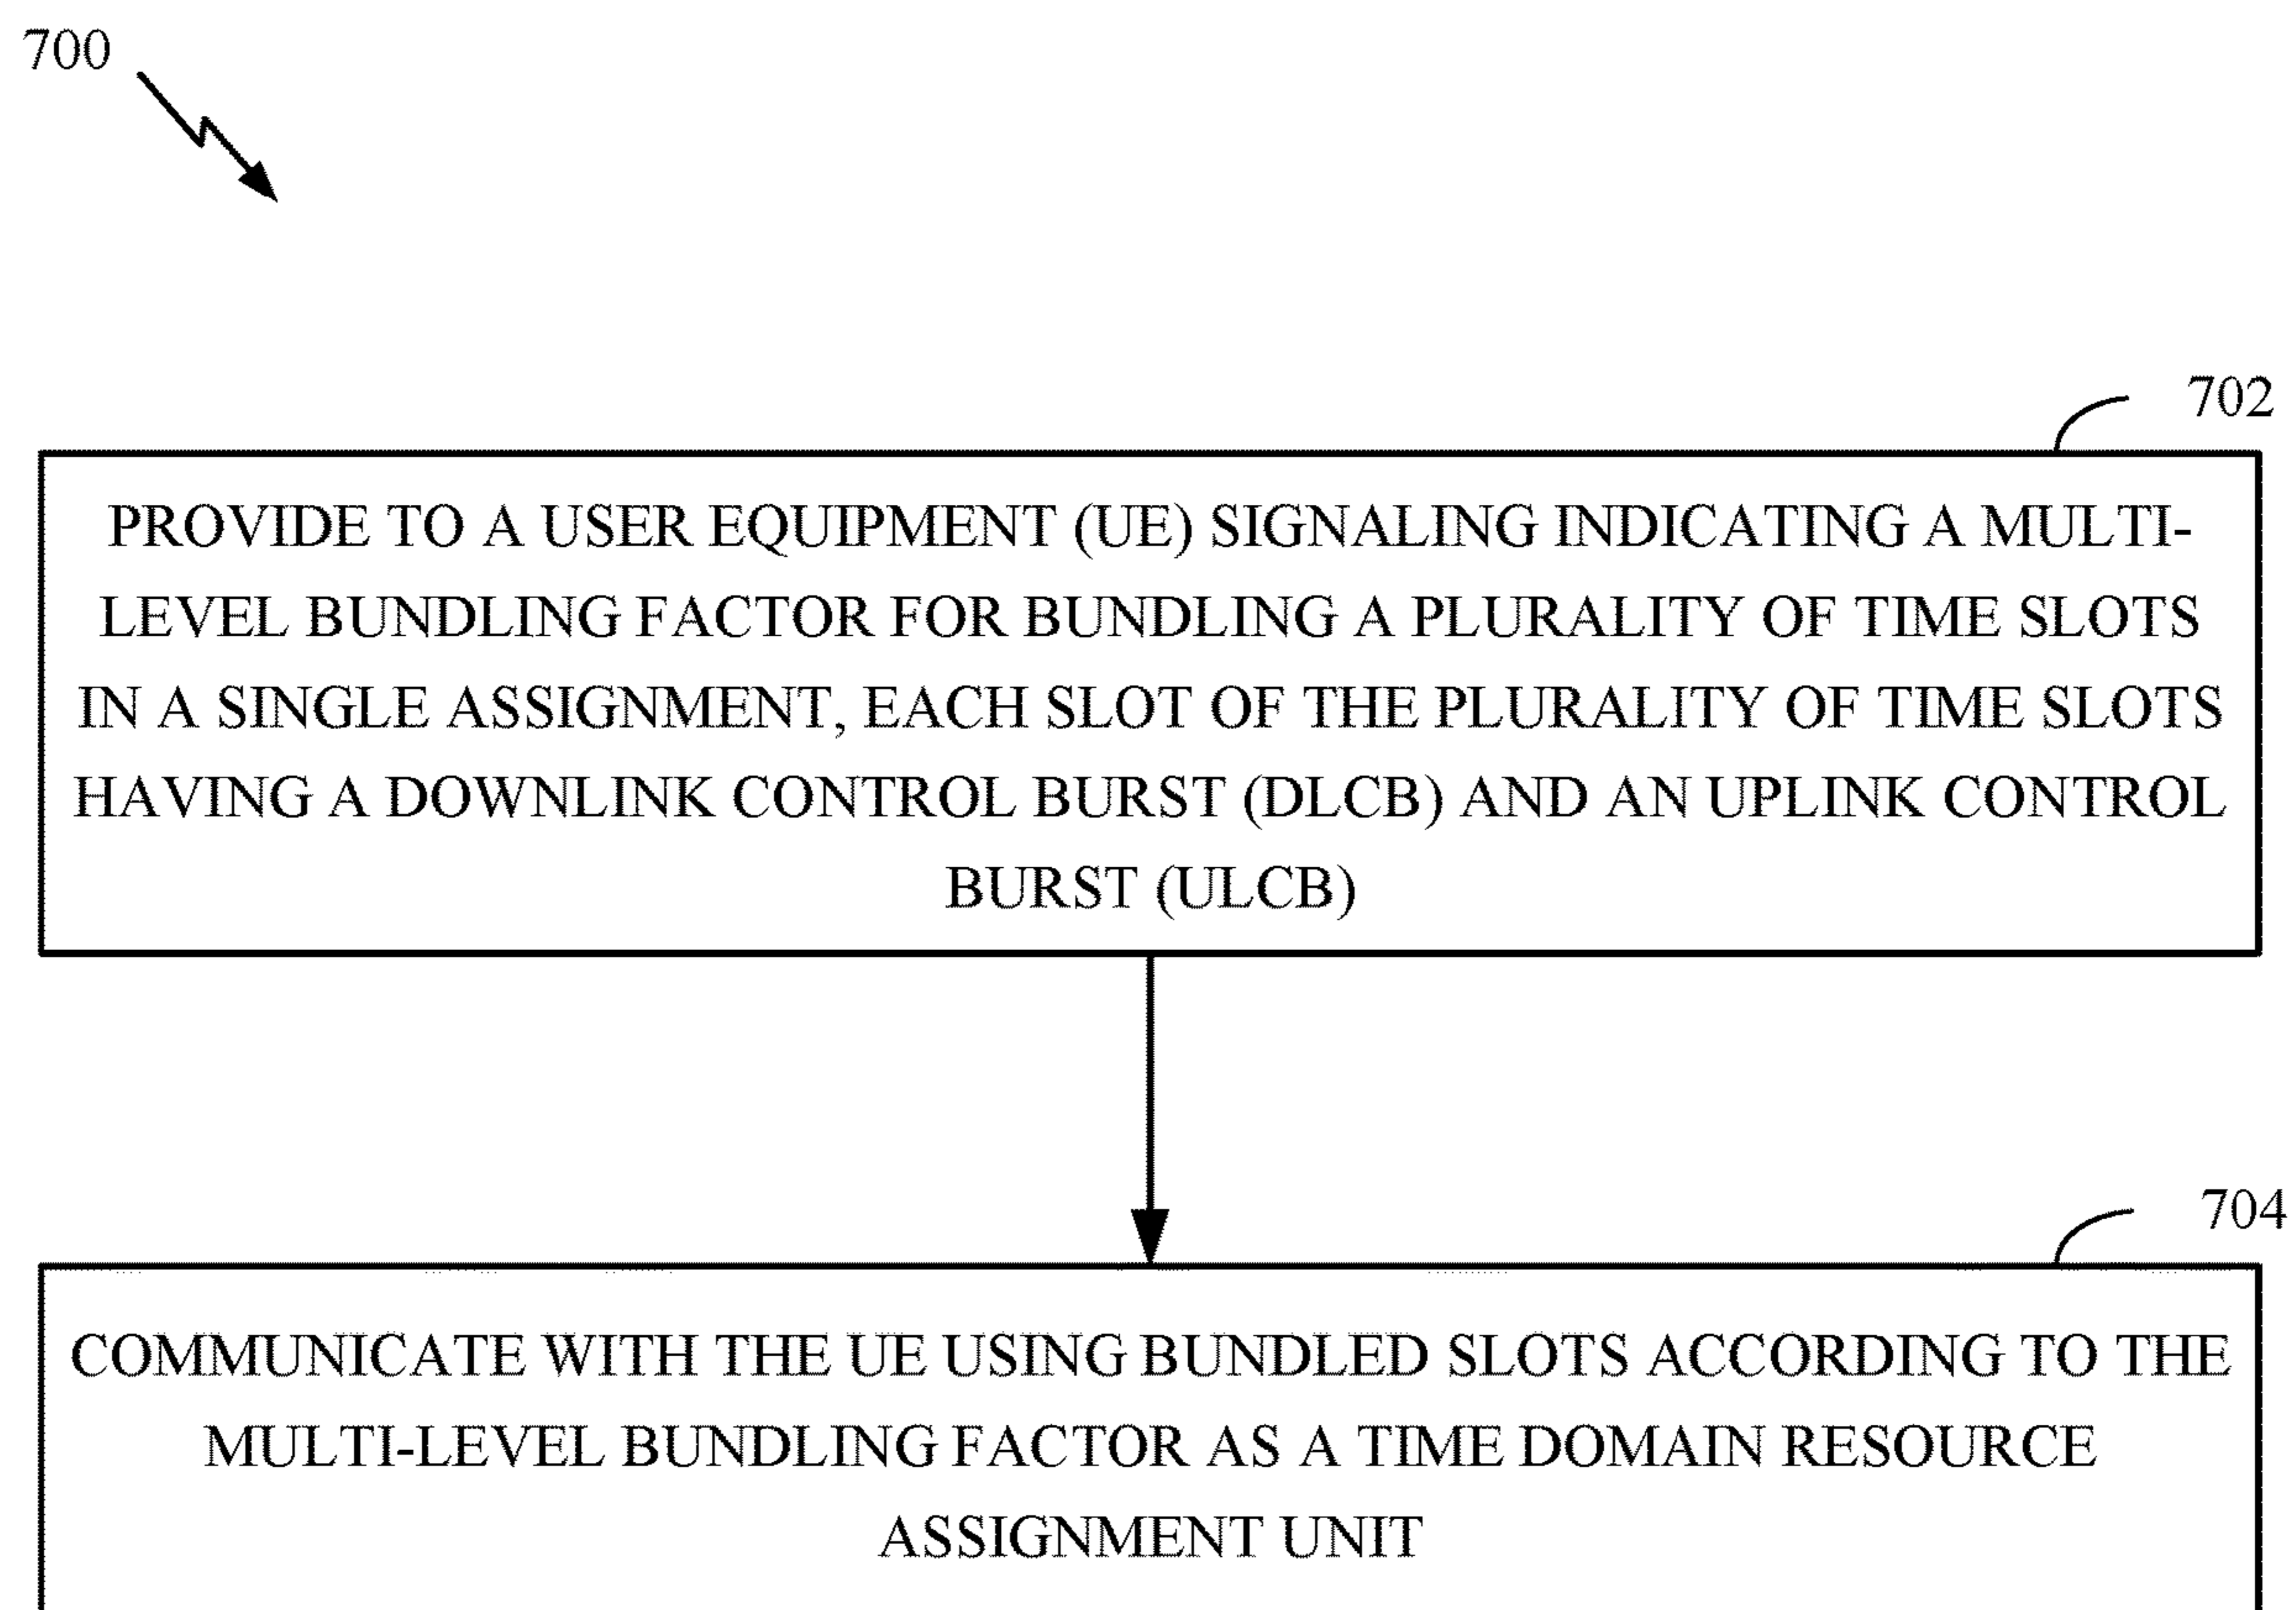 700
702
PROVIDE TO A USER EQUIPMENT (UE) SIGNALING INDICATING A MULTI-
LEVEL BUNDLING FACTOR FOR BUNDLING A PLURALITY OF TIME SLOTS
IN A SINGLE ASSIGNMENT, EACH SLOT OF THE PLURALITY OF TIME SLOTS
HAVING A DOWNLINK CONTROL BURST (DLCB) AND AN UPLINK CONTROL
BURST (ULCB)
704
COMMUNICATE WITH THE UE USING BUNDLED SLOTS ACCORDING TO THE
MULTI-LEVEL BUNDLING FACTOR AS A TIME DOMAIN RESOURCE
ASSIGNMENT UNIT